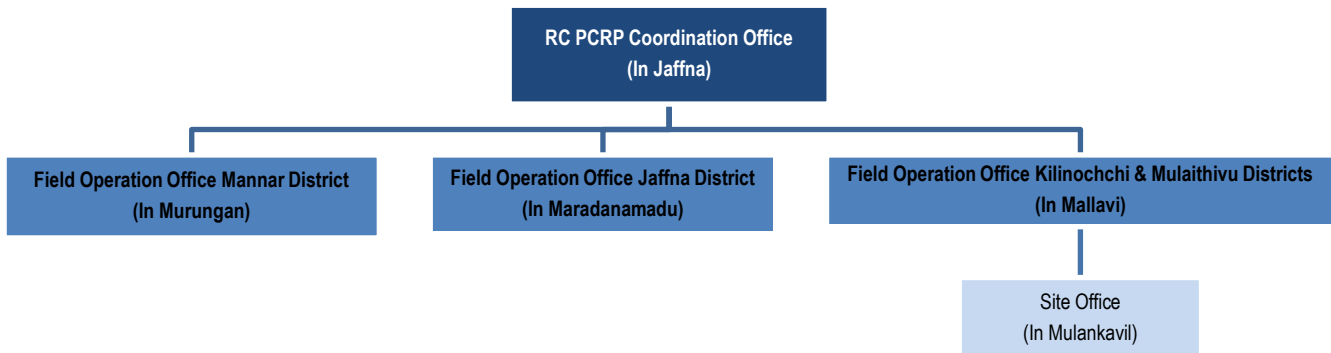 RC PCRP Coordination Office
(In Jaffna)
Field Operation Office Mannar District
(In Murungan)
Field Operation Office Jaffna District
(In Maradanamadu)
Field Operation Office Kilinochchi & Mulaithivu Districts
(In Mallavi)
Site Office
(In Mulankavil)